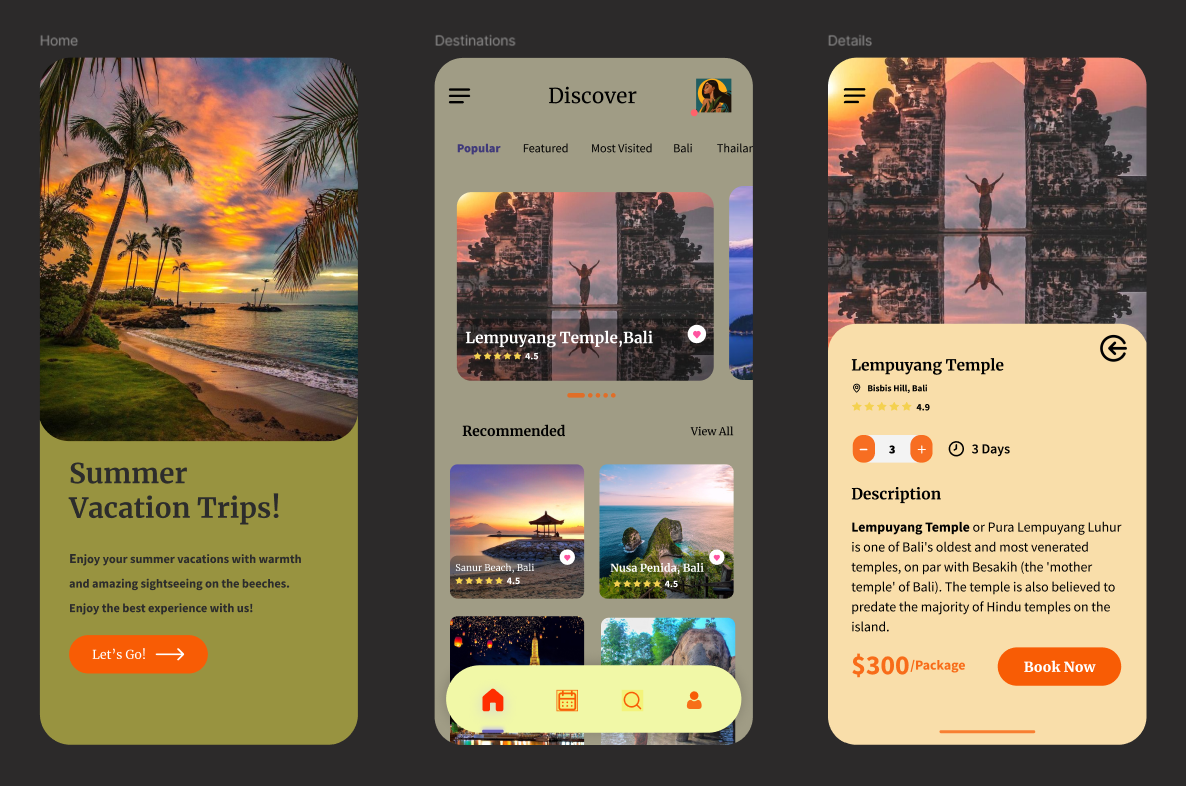 Home
Summer
Vacation Trips!
Enjoy your summer vacations with warmth
and amazing sightseeing on the beeches.
Enjoy the best experience with us!
Let's Go!
Destinations
Discover
Popular Featured Most Visited Bali Thailan
Lempuyang Temple,Bali
4.5
Recommended View All
Sanur Beach, Bali
4.5
Nusa Penida, Bali
4.5
Details
Lempuyang Temple
Bisbis Hill, Bali
4.9
− 3 + 3 Days
Description
Lempuyang Temple or Pura Lempuyang Luhur
is one of Bali's oldest and most venerated
temples, on par with Besakih (the 'mother
temple' of Bali). The temple is also believed to
predate the majority of Hindu temples on the
island.
$300/Package
Book Now